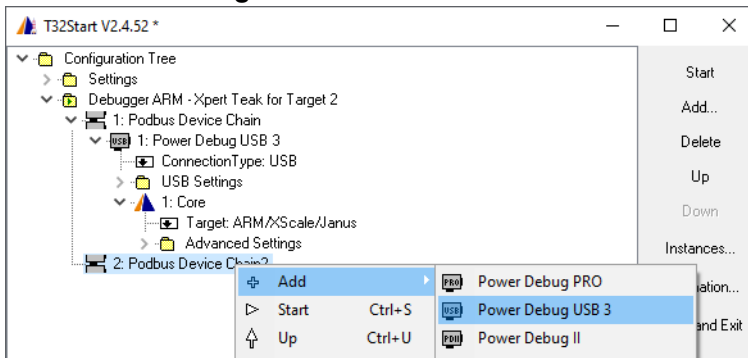 T32Start V2.4.52 *
Configuration Tree
Settings
Debugger ARM - Xpert Teak for Target 2
1: Podbus Device Chain
USB 1: Power Debug USB 3
ConnectionType: USB
USB Settings
1: Core
Target: ARM/XScale/Janus
Advanced Settings
2: Podbus Device Chain2
Start
Add...
Delete
Up
Down
Instances...
and Exit
Add
Start Ctrl+S
Up Ctrl+U
PRO Power Debug PRO
USB Power Debug USB 3
PDII Power Debug II